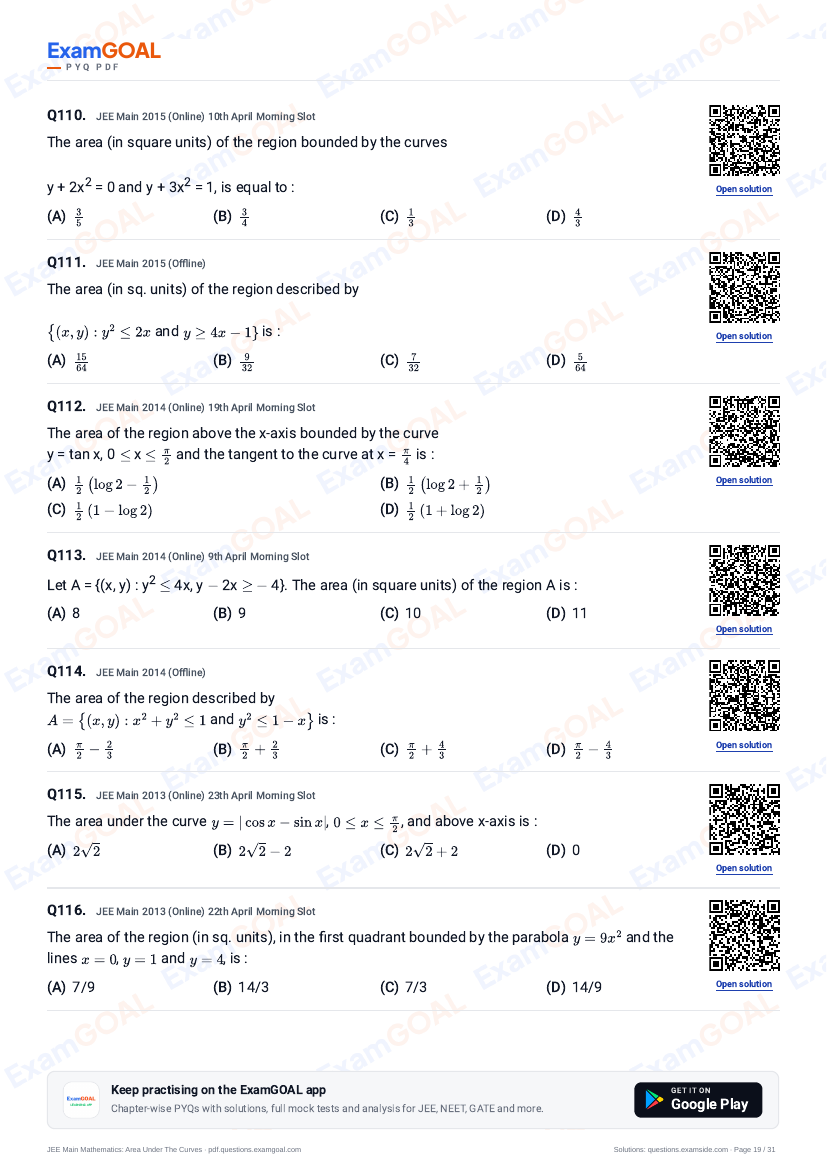 ExamGOAL
PYQ PDF
Q110. JEE Main 2015 (Online) 10th April Morning Slot
The area (in square units) of the region bounded by the curves
y + 2x² = 0 and y + 3x² = 1, is equal to :
(A) 3/5 (B) 3/4 (C) 1/3 (D) 4/3
Open solution
Q111. JEE Main 2015 (Offline)
The area (in sq. units) of the region described by
{(x, y) : y² ≤ 2x and y ≥ 4x − 1} is :
(A) 15/64 (B) 9/32 (C) 7/32 (D) 5/64
Open solution
Q112. JEE Main 2014 (Online) 19th April Morning Slot
The area of the region above the x-axis bounded by the curve
y = tan x, 0 ≤ x ≤ π/2 and the tangent to the curve at x = π/4 is :
(A) 1/2 (log 2 − 1/2) (B) 1/2 (log 2 + 1/2)
(C) 1/2 (1 − log 2) (D) 1/2 (1 + log 2)
Open solution
Q113. JEE Main 2014 (Online) 9th April Morning Slot
Let A = {(x, y) : y² ≤ 4x, y − 2x ≥ − 4}. The area (in square units) of the region A is :
(A) 8 (B) 9 (C) 10 (D) 11
Open solution
Q114. JEE Main 2014 (Offline)
The area of the region described by
A = {(x, y) : x² + y² ≤ 1 and y² ≤ 1 − x} is :
(A) π/2 − 2/3 (B) π/2 + 2/3 (C) π/2 + 4/3 (D) π/2 − 4/3
Open solution
Q115. JEE Main 2013 (Online) 23th April Morning Slot
The area under the curve y = | cos x − sin x|, 0 ≤ x ≤ π/2, and above x-axis is :
(A) 2√2 (B) 2√2 − 2 (C) 2√2 + 2 (D) 0
Open solution
Q116. JEE Main 2013 (Online) 22th April Morning Slot
The area of the region (in sq. units), in the first quadrant bounded by the parabola y = 9x² and the
lines x = 0, y = 1 and y = 4, is :
(A) 7/9 (B) 14/3 (C) 7/3 (D) 14/9
Open solution
ExamGOAL
Keep practising on the ExamGOAL app
Chapter-wise PYQs with solutions, full mock tests and analysis for JEE, NEET, GATE and more.
GET IT ON
Google Play
JEE Main Mathematics: Area Under The Curves · pdf.questions.examgoal.com
Solutions: questions.examside.com · Page 19 / 31